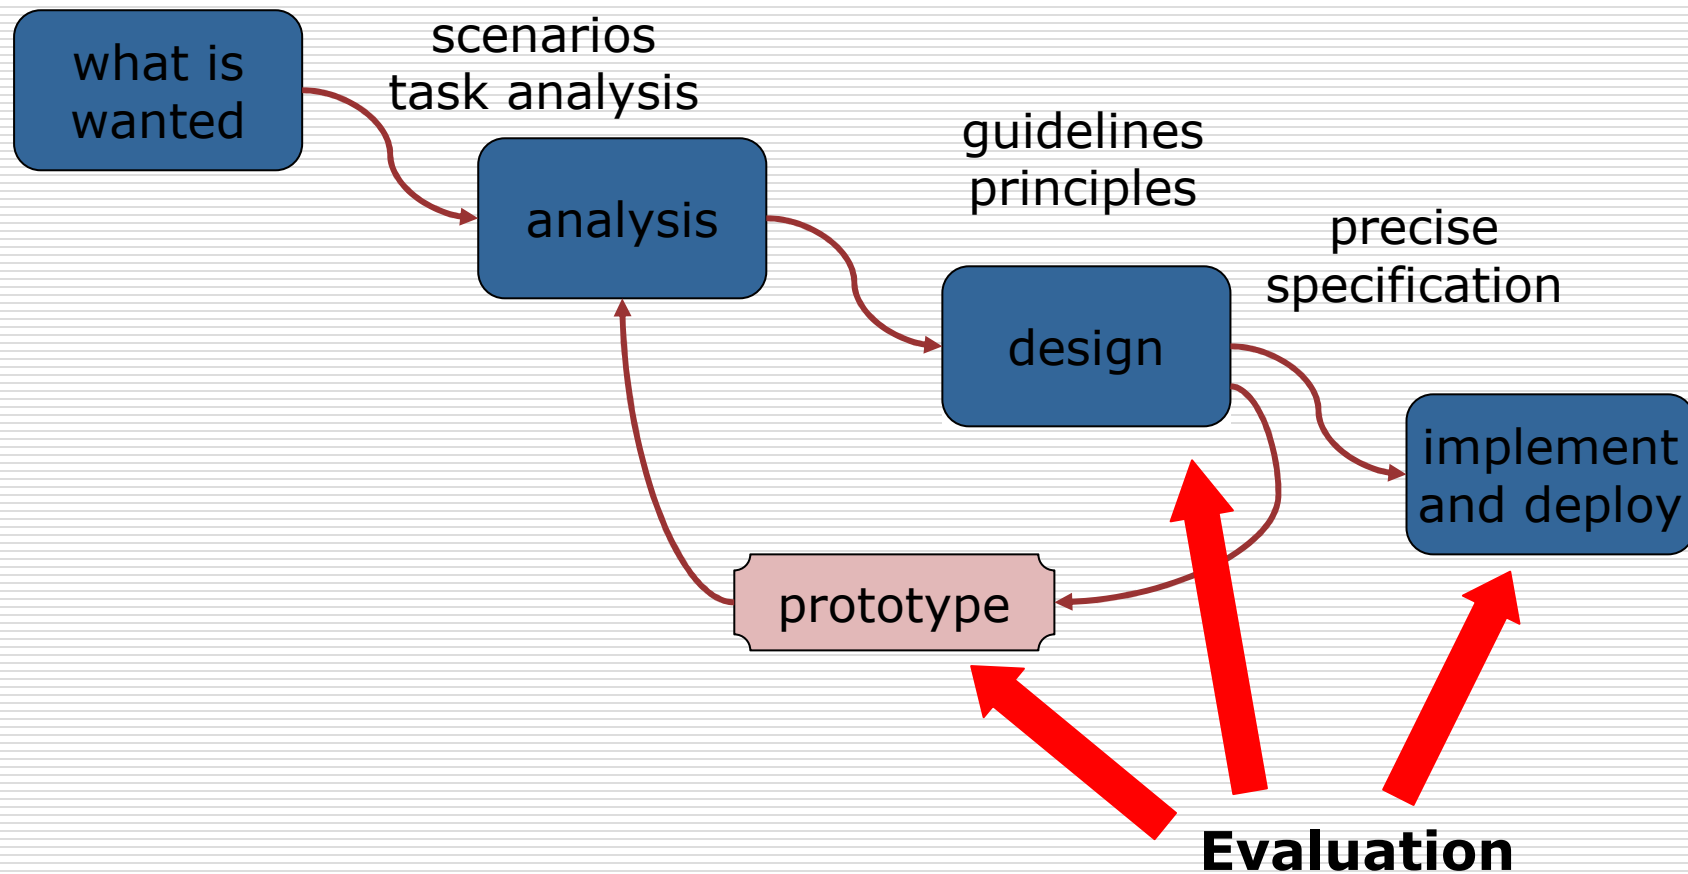 what is
wanted
scenarios
task analysis
analysis
guidelines
principles
design
precise
specification
implement
and deploy
prototype
Evaluation